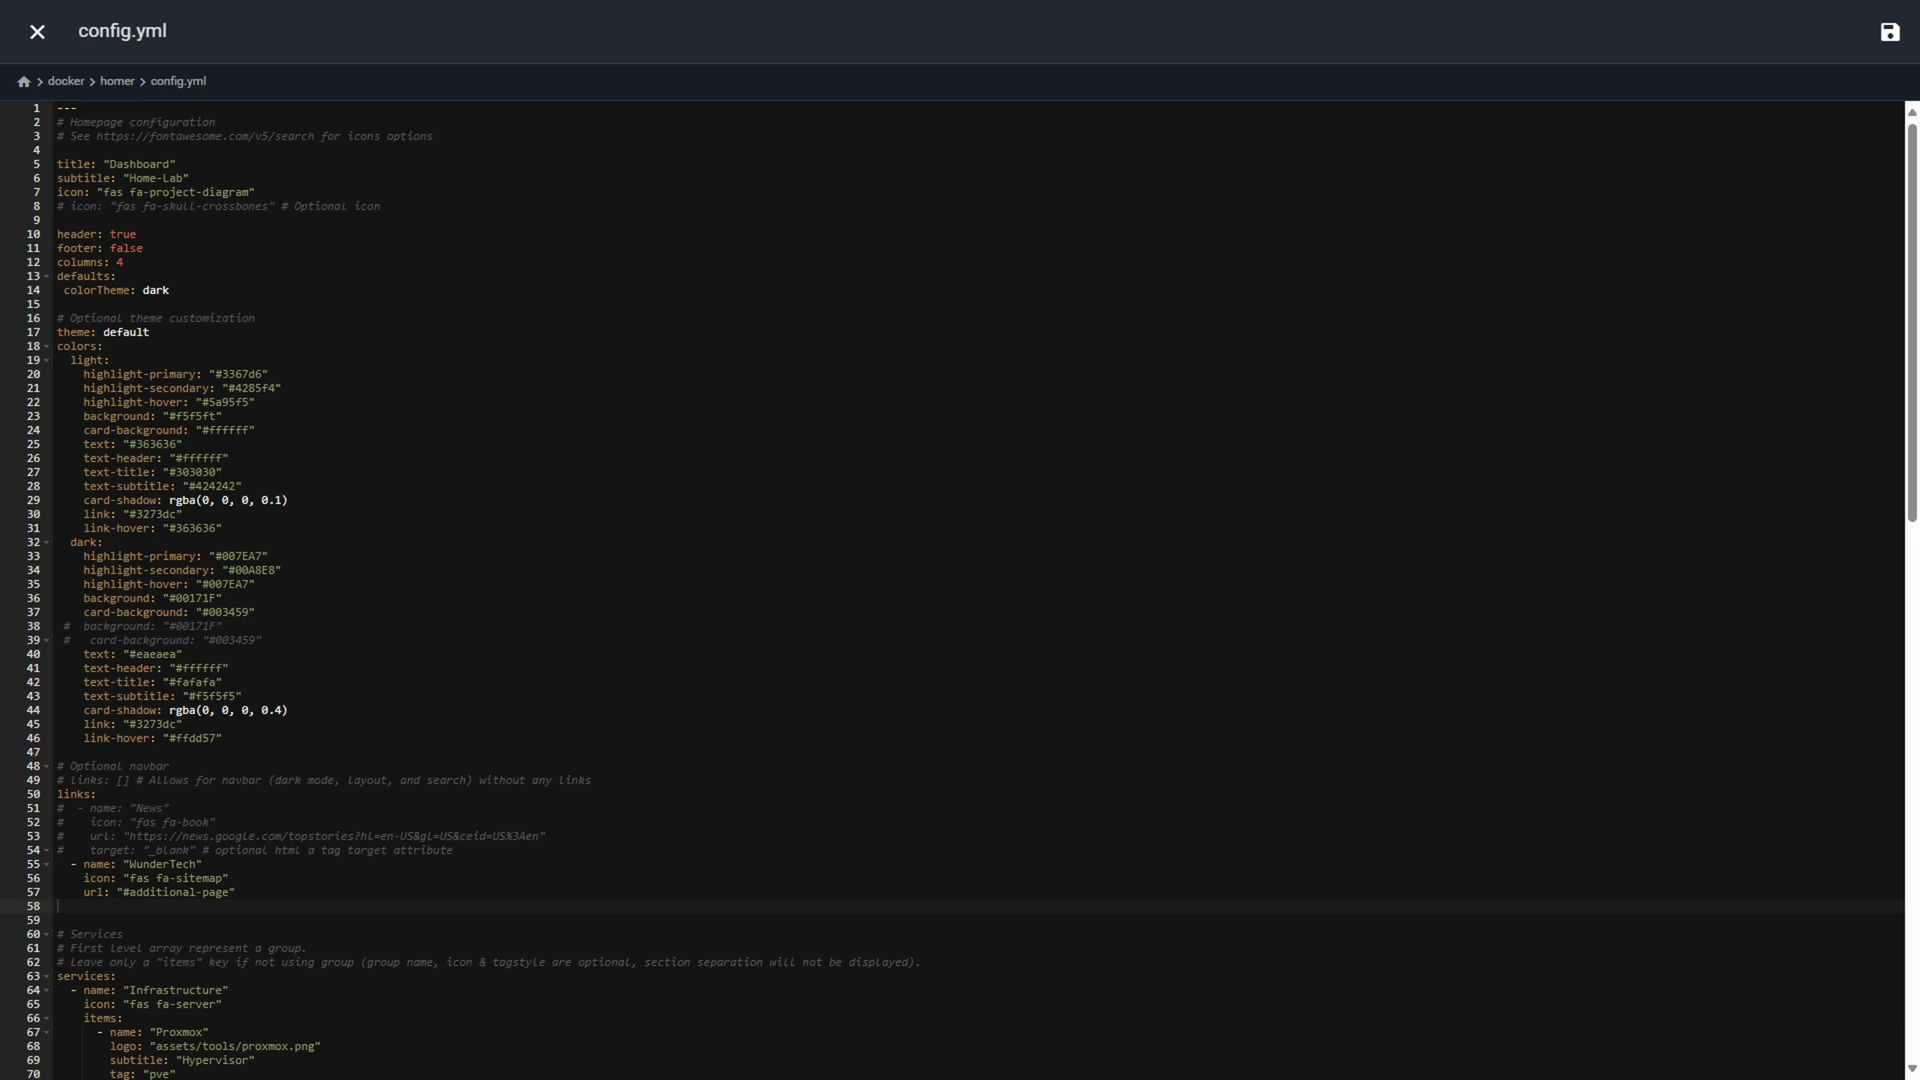 config.yml
docker > homer > config.yml
1 ---
2 # Homepage configuration
3 # See https://fontawesome.com/v5/search for icons options
4
5 title: "Dashboard"
6 subtitle: "Home-Lab"
7 icon: "fas fa-project-diagram"
8 # icon: "fas fa-skull-crossbones" # Optional icon
9
10 header: true
11 footer: false
12 columns: 4
13 defaults:
14  colorTheme: dark
15
16 # Optional theme customization
17 theme: default
18 colors:
19   light:
20     highlight-primary: "#3367d6"
21     highlight-secondary: "#4285f4"
22     highlight-hover: "#5a95f5"
23     background: "#f5f5ft"
24     card-background: "#ffffff"
25     text: "#363636"
26     text-header: "#ffffff"
27     text-title: "#303030"
28     text-subtitle: "#424242"
29     card-shadow: rgba(0, 0, 0, 0.1)
30     link: "#3273dc"
31     link-hover: "#363636"
32   dark:
33     highlight-primary: "#007EA7"
34     highlight-secondary: "#00A8E8"
35     highlight-hover: "#007EA7"
36     background: "#00171F"
37     card-background: "#003459"
38  #  background: "#00171F"
39  #   card-background: "#003459"
40     text: "#eaeaea"
41     text-header: "#ffffff"
42     text-title: "#fafafa"
43     text-subtitle: "#f5f5f5"
44     card-shadow: rgba(0, 0, 0, 0.4)
45     link: "#3273dc"
46     link-hover: "#ffdd57"
47
48 # Optional navbar
49 # links: [] # Allows for navbar (dark mode, layout, and search) without any links
50 links:
51 #  - name: "News"
52 #    icon: "fas fa-book"
53 #    url: "https://news.google.com/topstories?hl=en-US&gl=US&ceid=US%3Aen"
54 #    target: "_blank" # optional html a tag target attribute
55   - name: "WunderTech"
56     icon: "fas fa-sitemap"
57     url: "#additional-page"
58
59
60 # Services
61 # First level array represent a group.
62 # Leave only a "items" key if not using group (group name, icon & tagstyle are optional, section separation will not be displayed).
63 services:
64   - name: "Infrastructure"
65     icon: "fas fa-server"
66     items:
67       - name: "Proxmox"
68         logo: "assets/tools/proxmox.png"
69         subtitle: "Hypervisor"
70         tag: "pve"